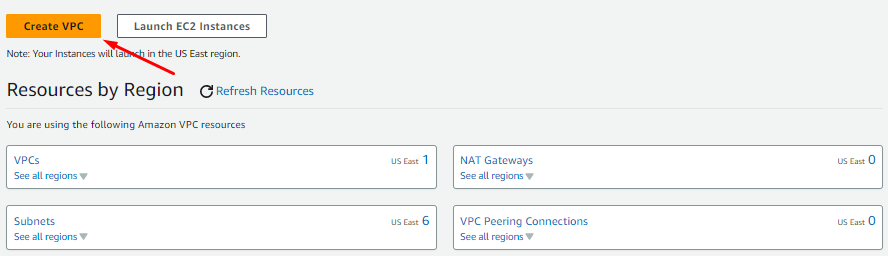 Create VPC
Launch EC2 Instances
Note: Your Instances will launch in the US East region.
Resources by Region
Refresh Resources
You are using the following Amazon VPC resources
VPCs US East 1
See all regions
NAT Gateways US East 0
See all regions
Subnets US East 6
See all regions
VPC Peering Connections US East 0
See all regions